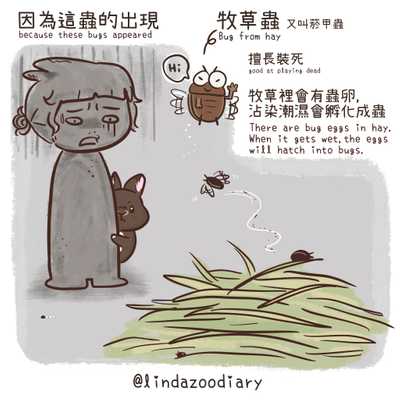 因為這蟲的出現
because these bugs appeared
牧草蟲 又叫菸甲蟲
Bug from hay
Hi
擅長裝死
good at playing dead
牧草裡會有蟲卵,
沾染潮濕會孵化成蟲
There are bug eggs in hay.
When it gets wet, the eggs
will hatch into bugs.
@lindazoodiary